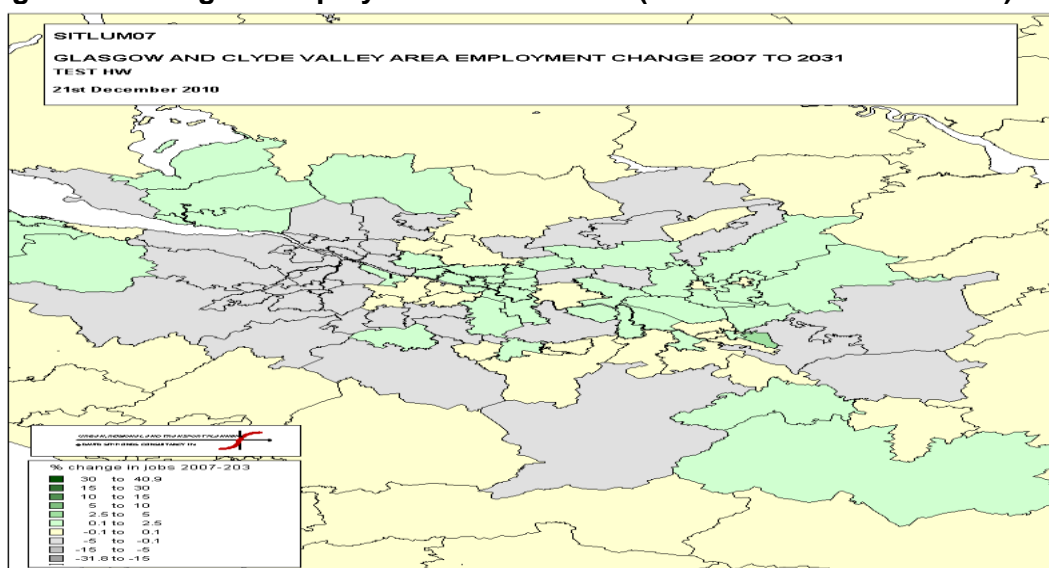 SITLUM07
GLASGOW AND CLYDE VALLEY AREA EMPLOYMENT CHANGE 2007 TO 2031
TEST HW
21st December 2010
% change in jobs 2007-203
30 to 40.9
15 to 30
10 to 15
5 to 10
2.5 to 5
0.1 to 2.5
-0.1 to 0.1
-5 to -0.1
-15 to -5
-31.8 to -15